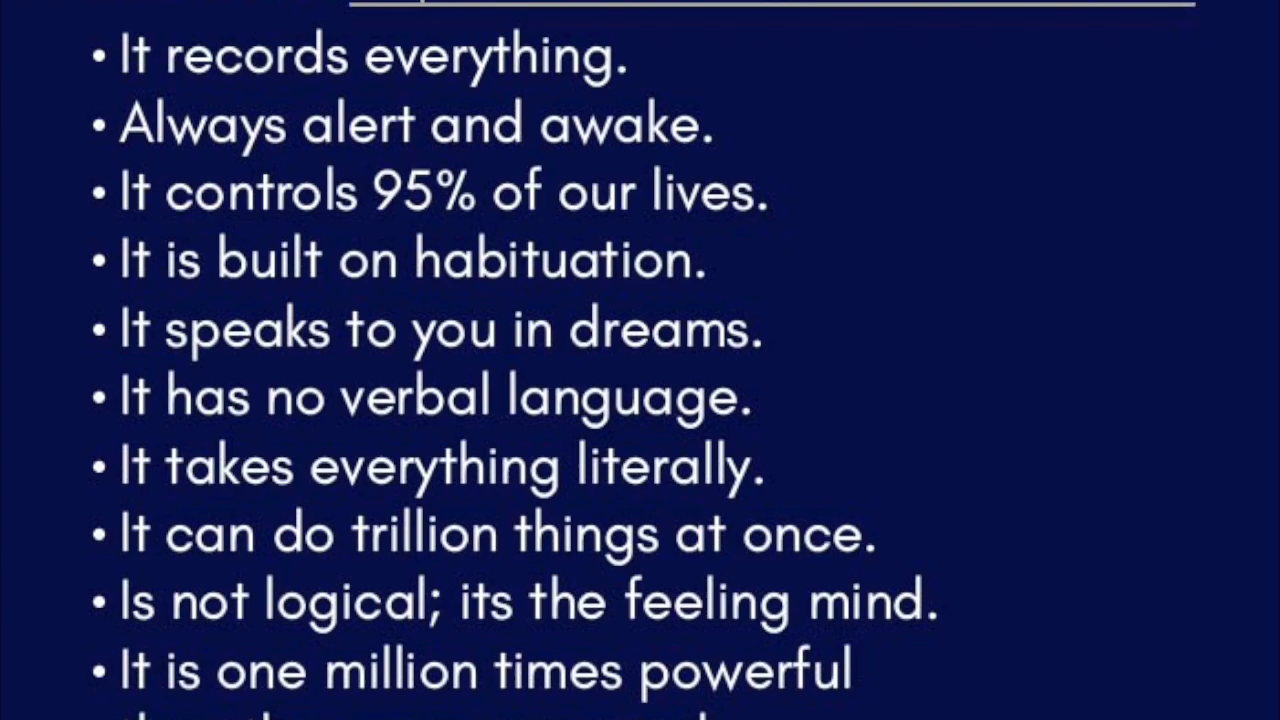 • It records everything.
• Always alert and awake.
• It controls 95% of our lives.
• It is built on habituation.
• It speaks to you in dreams.
• It has no verbal language.
• It takes everything literally.
• It can do trillion things at once.
• Is not logical; its the feeling mind.
• It is one million times powerful